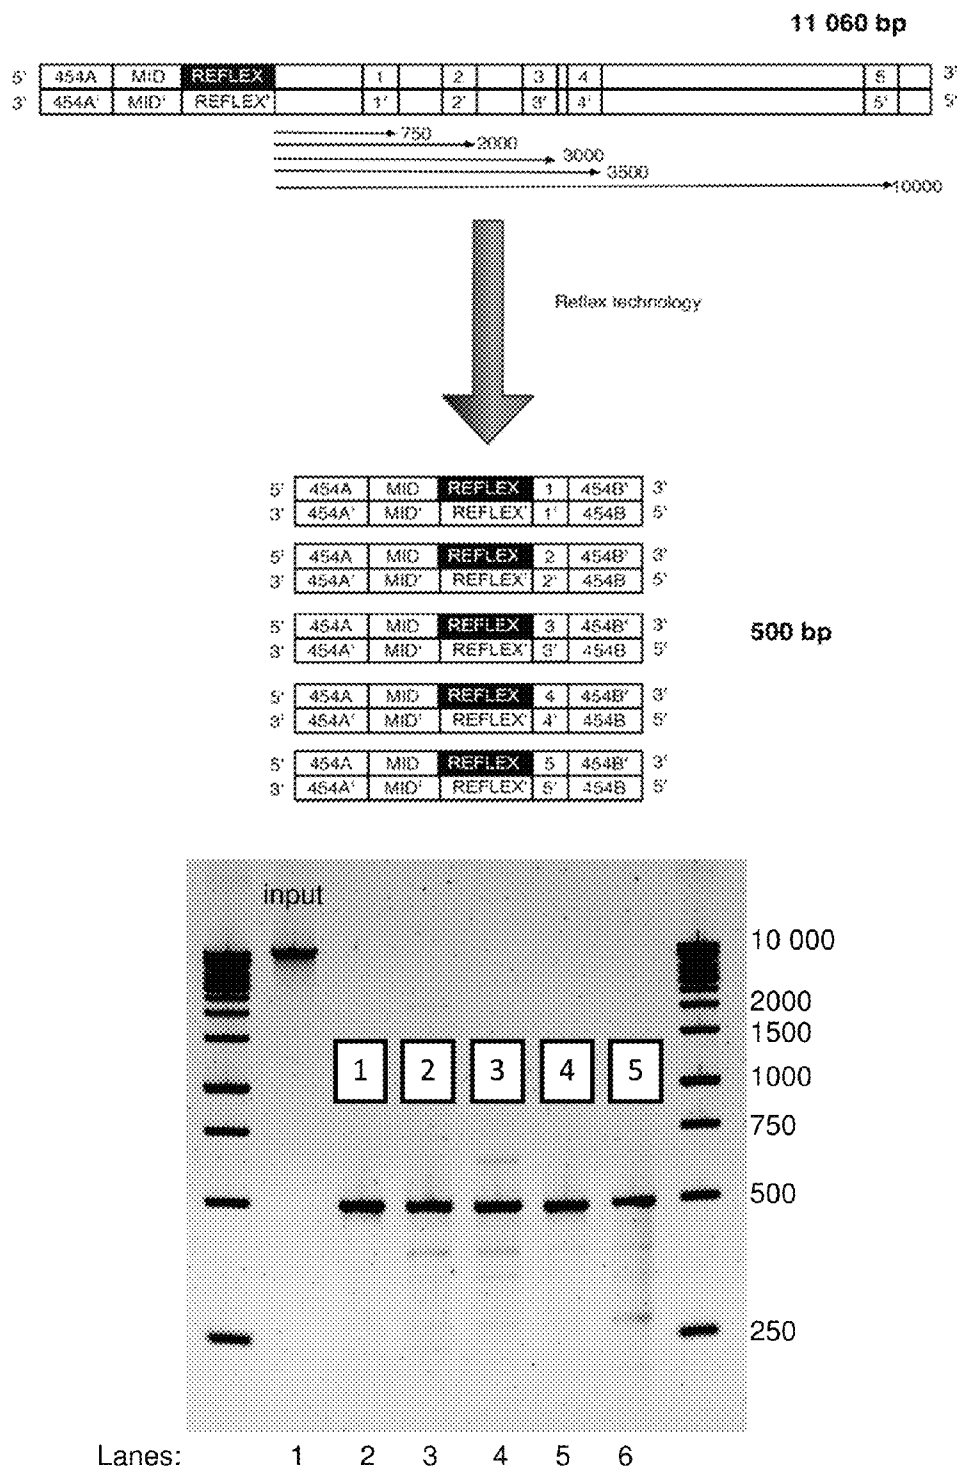 11 060 bp
5' 454A MID REFLEX 1 2 3 4 5 3'
3' 454A' MID' REFLEX' 1' 2' 3' 4' 5' 5'
750
2000
3000
3500
10000
Reflex technology
5' 454A MID REFLEX 1 454B' 3'
3' 454A' MID' REFLEX' 1' 454B 5'
5' 454A MID REFLEX 2 454B' 3'
3' 454A' MID' REFLEX' 2' 454B 5'
5' 454A MID REFLEX 3 454B' 3'
3' 454A' MID' REFLEX' 3' 454B 5'
500 bp
5' 454A MID REFLEX 4 454B' 3'
3' 454A' MID' REFLEX' 4' 454B 5'
5' 454A MID REFLEX 5 454B' 3'
3' 454A' MID' REFLEX' 5' 454B 5'
input
10 000
2000
1500
1 2 3 4 5
1000
750
500
250
Lanes: 1 2 3 4 5 6